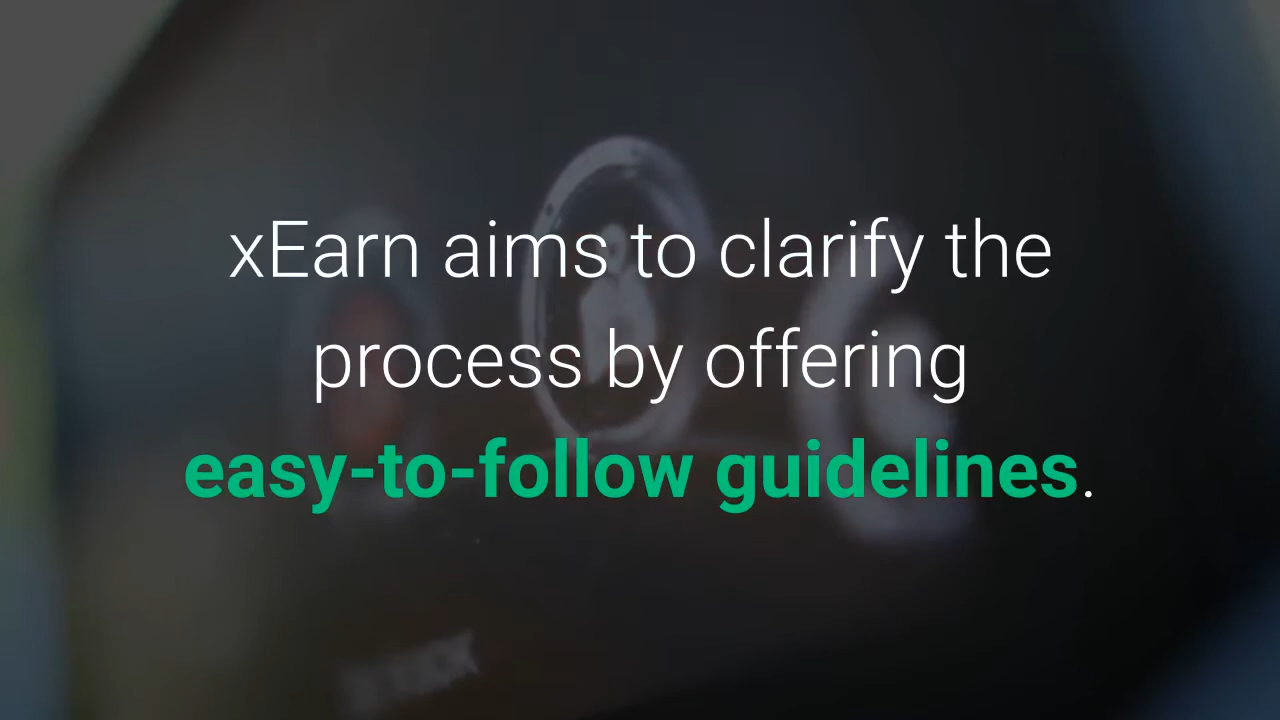 xEarn aims to clarify the
process by offering
easy-to-follow guidelines.